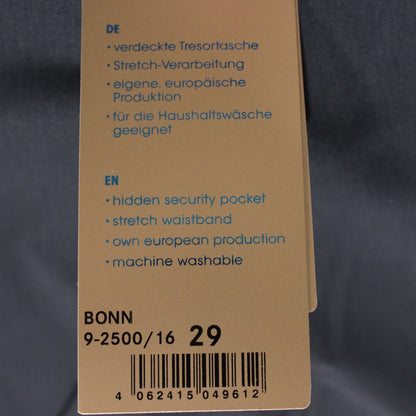 DE
• verdeckte Tresortasche
• Stretch-Verarbeitung
• eigene, europäische
Produktion
• für die Haushaltswäsche
geeignet
EN
• hidden security pocket
• stretch waistband
• own european production
• machine washable
BONN
9-2500/16 29
4 062415 049612